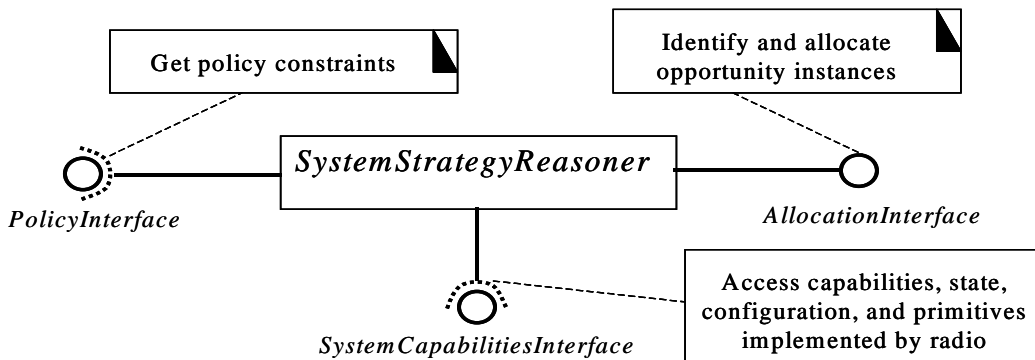 Get policy constraints
Identify and allocate
opportunity instances
SystemStrategyReasoner
PolicyInterface
AllocationInterface
SystemCapabilitiesInterface
Access capabilities, state,
configuration, and primitives
implemented by radio